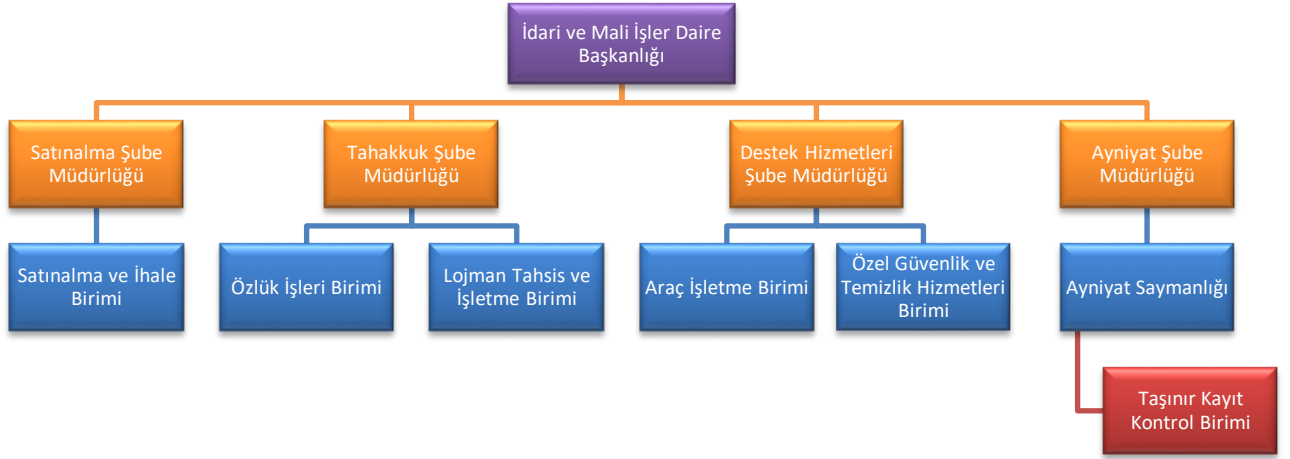 İdari ve Mali İşler Daire
Başkanlığı
Satınalma Şube
Müdürlüğü
Tahakkuk Şube
Müdürlüğü
Destek Hizmetleri
Şube Müdürlüğü
Ayniyat Şube
Müdürlüğü
Satınalma ve İhale
Birimi
Özlük İşleri Birimi
Lojman Tahsis ve
İşletme Birimi
Araç İşletme Birimi
Özel Güvenlik ve
Temizlik Hizmetleri
Birimi
Ayniyat Saymanlığı
Taşınır Kayıt
Kontrol Birimi